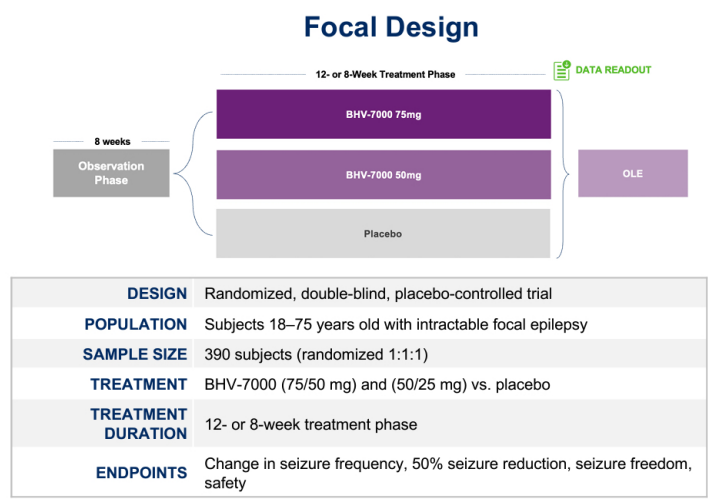 Focal Design
12- or 8-Week Treatment Phase
DATA READOUT
BHV-7000 75mg
8 weeks
Observation
Phase
BHV-7000 50mg
OLE
Placebo
DESIGN Randomized, double-blind, placebo-controlled trial
POPULATION Subjects 18–75 years old with intractable focal epilepsy
SAMPLE SIZE 390 subjects (randomized 1:1:1)
TREATMENT BHV-7000 (75/50 mg) and (50/25 mg) vs. placebo
TREATMENT
DURATION 12- or 8-week treatment phase
ENDPOINTS Change in seizure frequency, 50% seizure reduction, seizure freedom,
safety